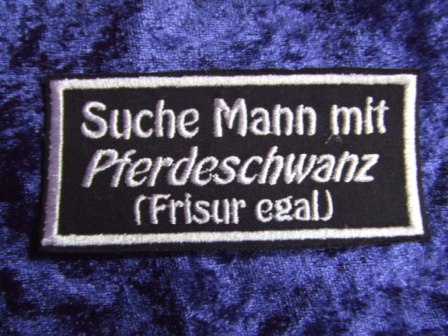 Suche Mann mit
Pferdeschwanz
(Frisur egal)